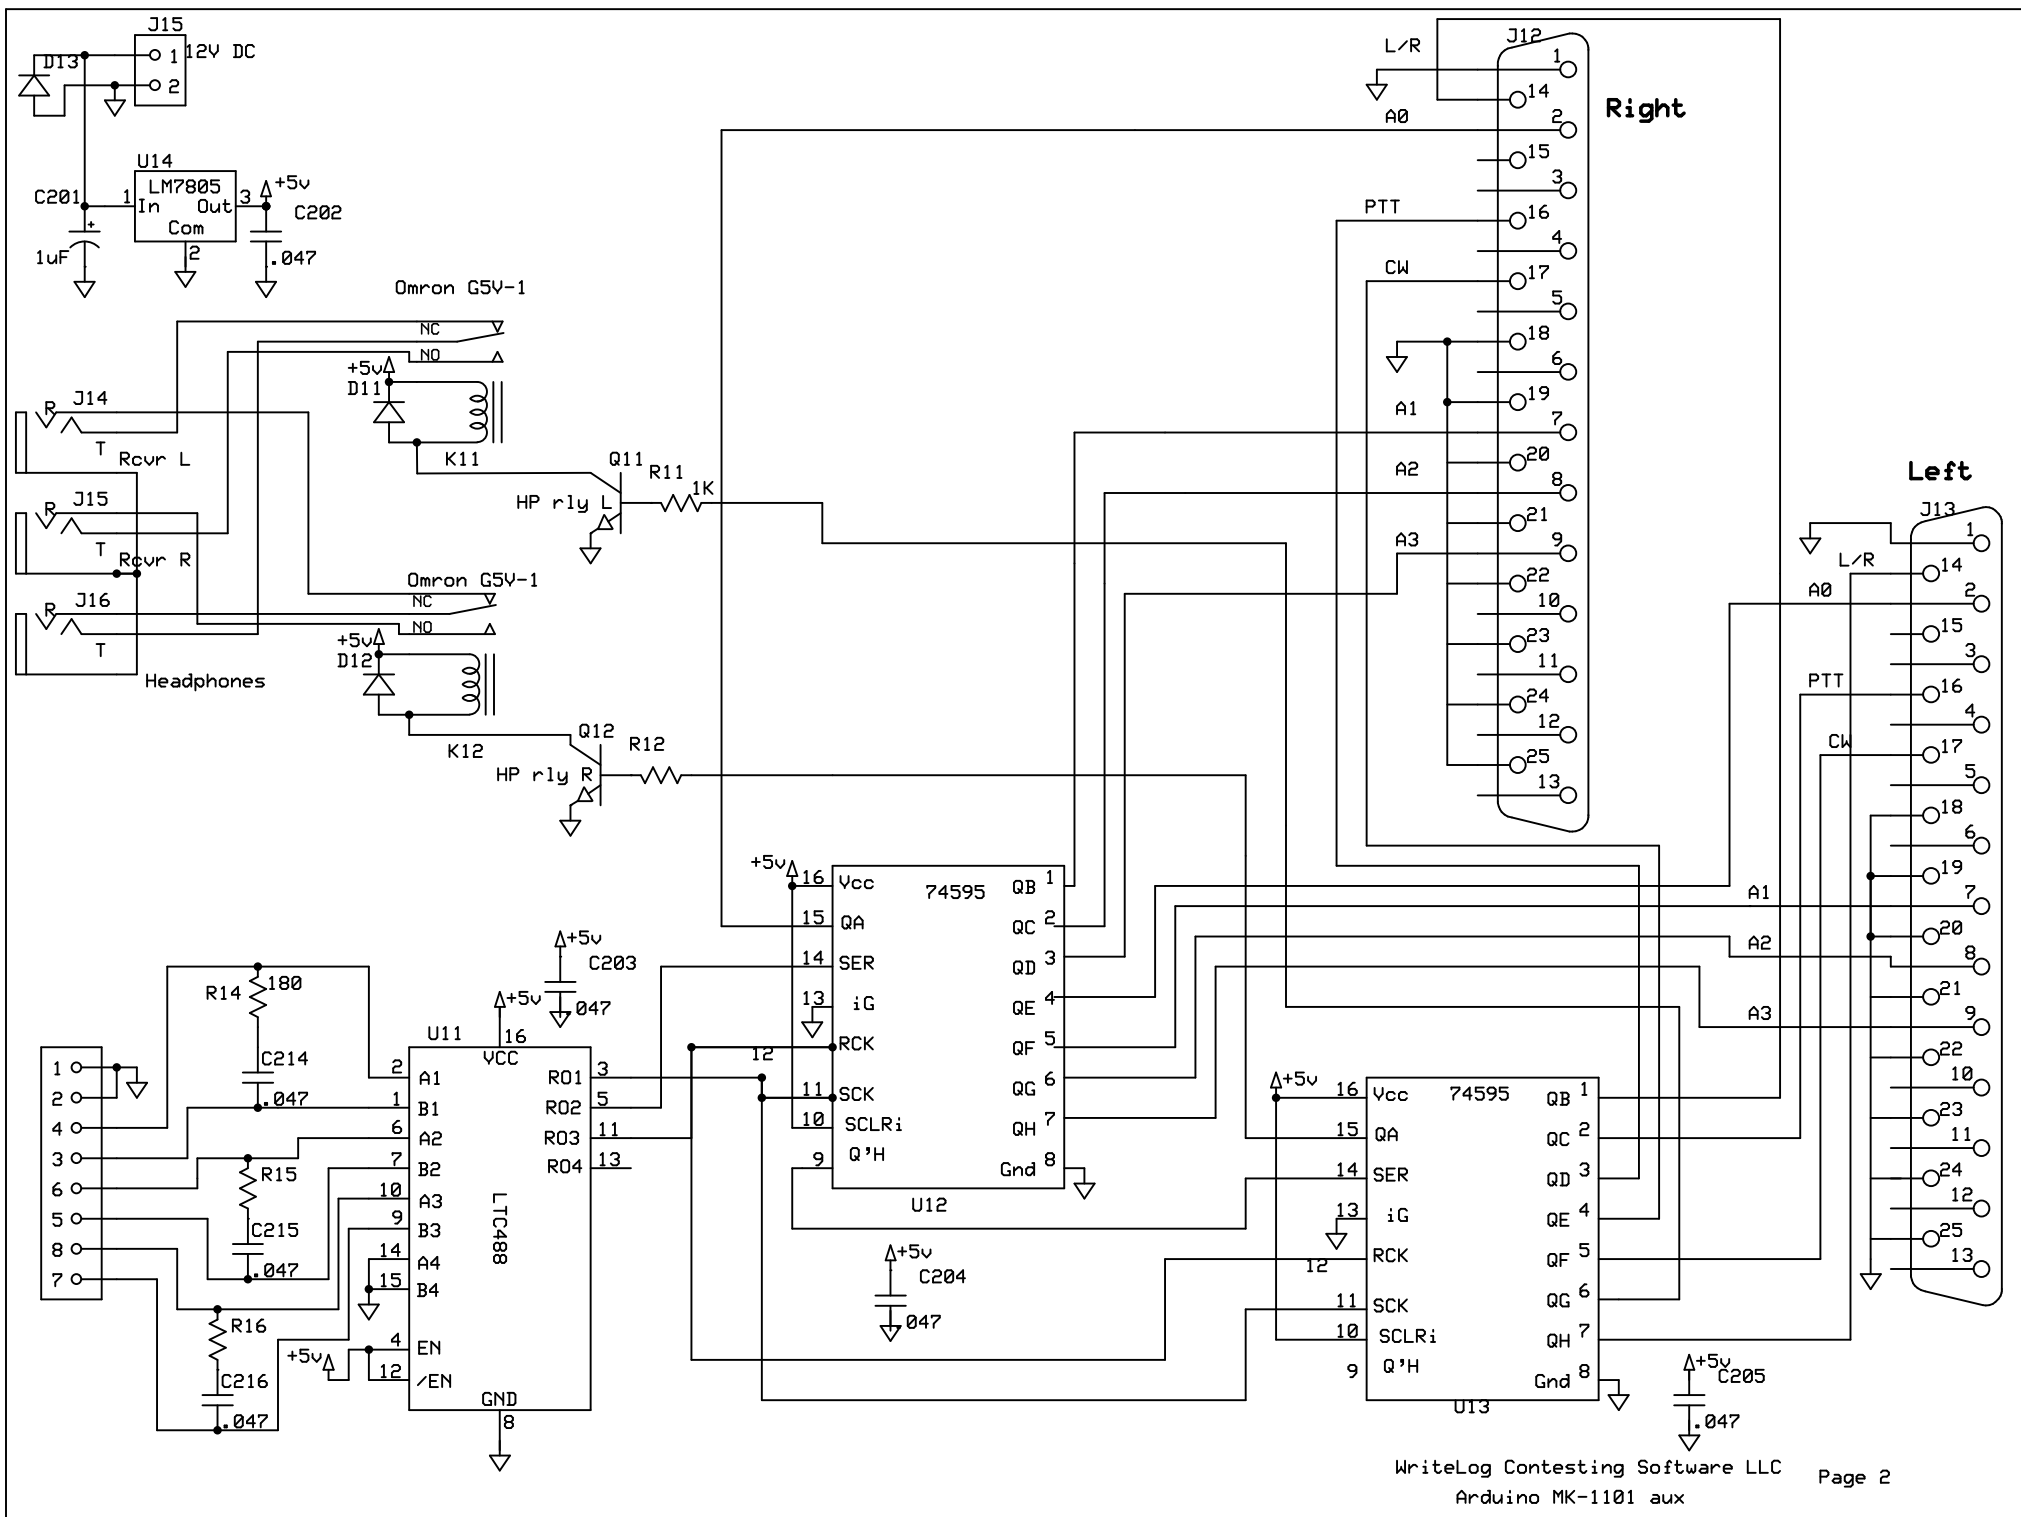 J15
D13
1
12V DC
2
U14
LM7805
C201
1
In
Out
3
+5v
C202
Com
1uF
2
.047
Omron G5V-1
NC
NO
+5v
D11
K11
R
J14
T
Rcvr L
R
J15
T
Rcvr R
R
J16
T
Headphones
Q11
R11
1K
HP rly L
Omron G5V-1
NC
NO
+5v
D12
K12
Q12
R12
HP rly R
J12
Right
L/R
1
14
A0
2
15
3
PTT
16
4
CW
17
5
18
6
19
A1
7
20
A2
8
21
A3
9
22
10
23
11
24
12
25
13
Left
J13
1
L/R
14
A0
2
15
3
PTT
16
4
CW
17
5
18
6
19
A1
7
20
A2
8
21
A3
9
22
10
23
11
24
12
25
13
+5v
16
Vcc
74595
QB
1
15
QA
QC
2
14
SER
QD
3
13
iG
QE
4
12
RCK
QF
5
11
SCK
QG
6
10
SCLRi
QH
7
9
Q'H
Gnd
8
U12
+5v
C203
.047
R14
180
C214
.047
+5v
U11
16
VCC
2
A1
RO1
3
1
B1
RO2
5
6
A2
RO3
11
7
B2
RO4
13
10
A3
9
B3
14
A4
15
B4
4
EN
12
/EN
GND
8
LTC488
+5v
1
2
4
3
6
5
8
7
R15
C215
.047
R16
C216
.047
+5v
C204
.047
+5v
16
Vcc
74595
QB
1
15
QA
QC
2
14
SER
QD
3
13
iG
QE
4
12
RCK
QF
5
11
SCK
QG
6
10
SCLRi
QH
7
9
Q'H
Gnd
8
U13
+5v
C205
.047
WriteLog Contesting Software LLC
Page 2
Arduino MK-1101 aux